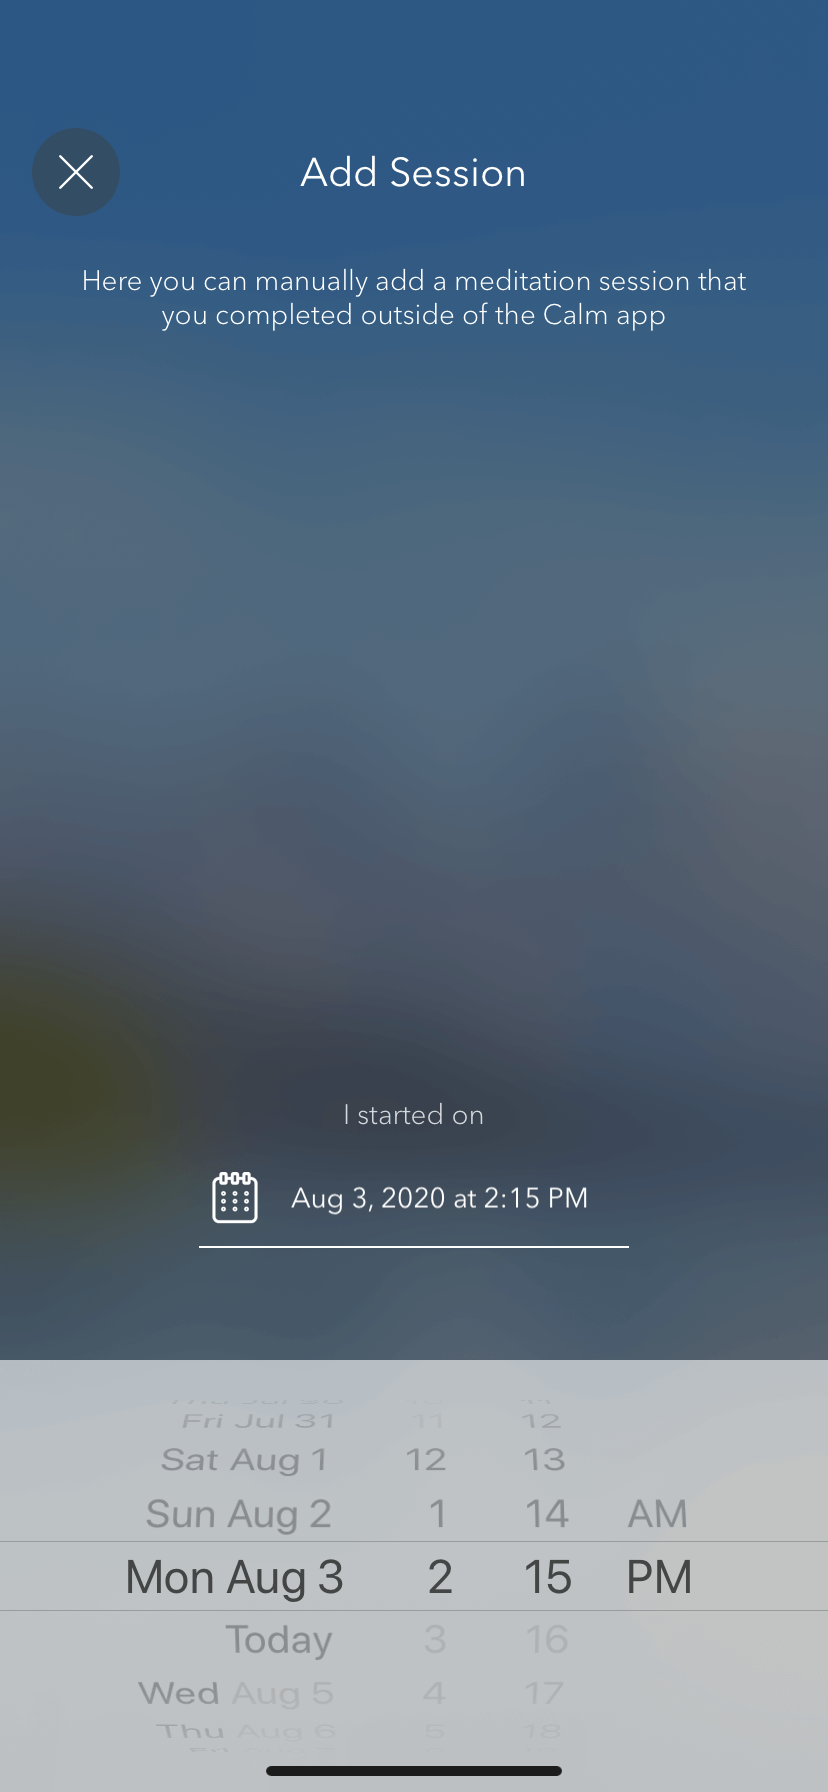 Add Session
Here you can manually add a meditation session that
you completed outside of the Calm app
I started on
Aug 3, 2020 at 2:15 PM
Fri Jul 31 11 12
Sat Aug 1 12 13
Sun Aug 2 1 14 AM
Mon Aug 3 2 15 PM
Today 3 16
Wed Aug 5 4 17
Thu Aug 6 5 18